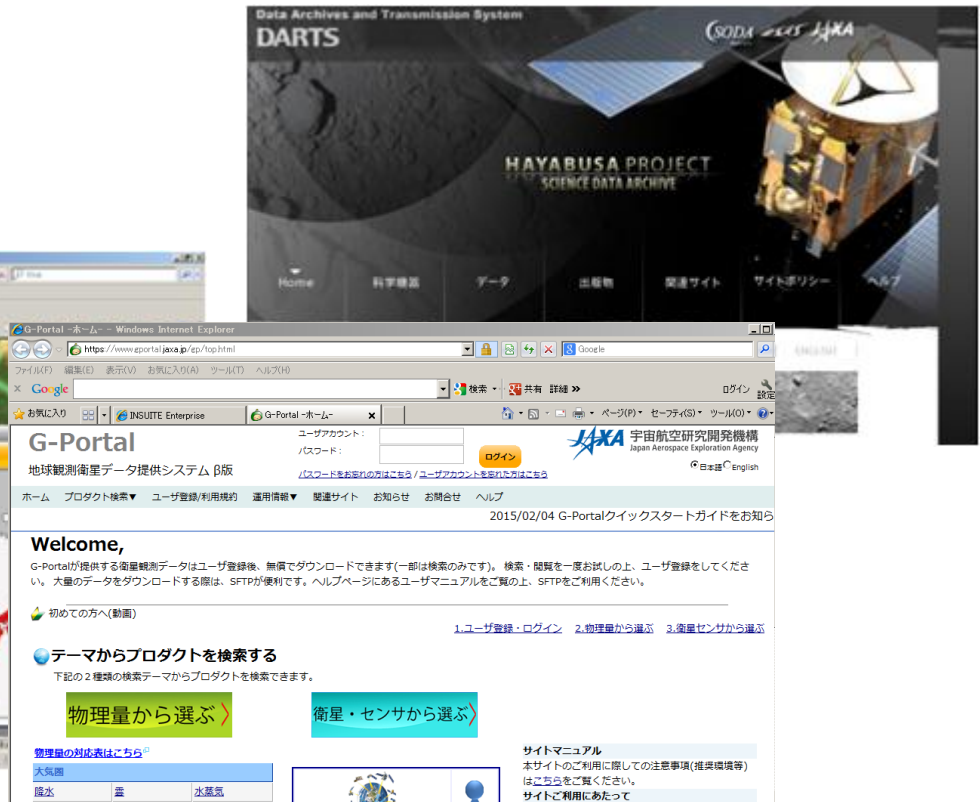 Data Archives and Transmission System
DARTS
SODA JAXA
HAYABUSA PROJECT
SCIENCE DATA ARCHIVE
Home 科学機器 データ 出版物 関連サイト サイトポリシー ヘルプ
ENGLISH
G-Portal -ホーム- - Windows Internet Explorer
https://www.gportal.jaxa.jp/gp/top.html
Google
ファイル(F) 編集(E) 表示(V) お気に入り(A) ツール(T) ヘルプ(H)
× Google 検索 共有 詳細 >> ログイン 設定
お気に入り INSUITE Enterprise G-Portal -ホーム- x ページ(P) セーフティ(S) ツール(O)
G-Portal
地球観測衛星データ提供システム β版
ユーザアカウント：
パスワード：
ログイン
パスワードをお忘れの方はこちら / ユーザアカウントを忘れた方はこちら
JAXA 宇宙航空研究開発機構
Japan Aerospace Exploration Agency
日本語 English
ホーム プロダクト検索▼ ユーザ登録/利用規約 運用情報▼ 関連サイト お知らせ お問合せ ヘルプ
2015/02/04 G-Portalクイックスタートガイドをお知ら
Welcome,
G-Portalが提供する衛星観測データはユーザ登録後、無償でダウンロードできます(一部は検索のみです)。 検索・閲覧を一度お試しの上、ユーザ登録をしてくださ
い。 大量のデータをダウンロードする際は、SFTPが便利です。ヘルプページにあるユーザマニュアルをご覧の上、SFTPをご利用ください。
初めての方へ(動画)
1.ユーザ登録・ログイン 2.物理量から選ぶ 3.衛星センサから選ぶ
テーマからプロダクトを検索する
下記の２種類の検索テーマからプロダクトを検索できます。
物理量から選ぶ
衛星・センサから選ぶ
物理量の対応表はこちら
大気圏
降水 雲 水蒸気
サイトマニュアル
本サイトのご利用に際しての注意事項(推奨環境等)
はこちらをご覧ください。
サイトご利用にあたって